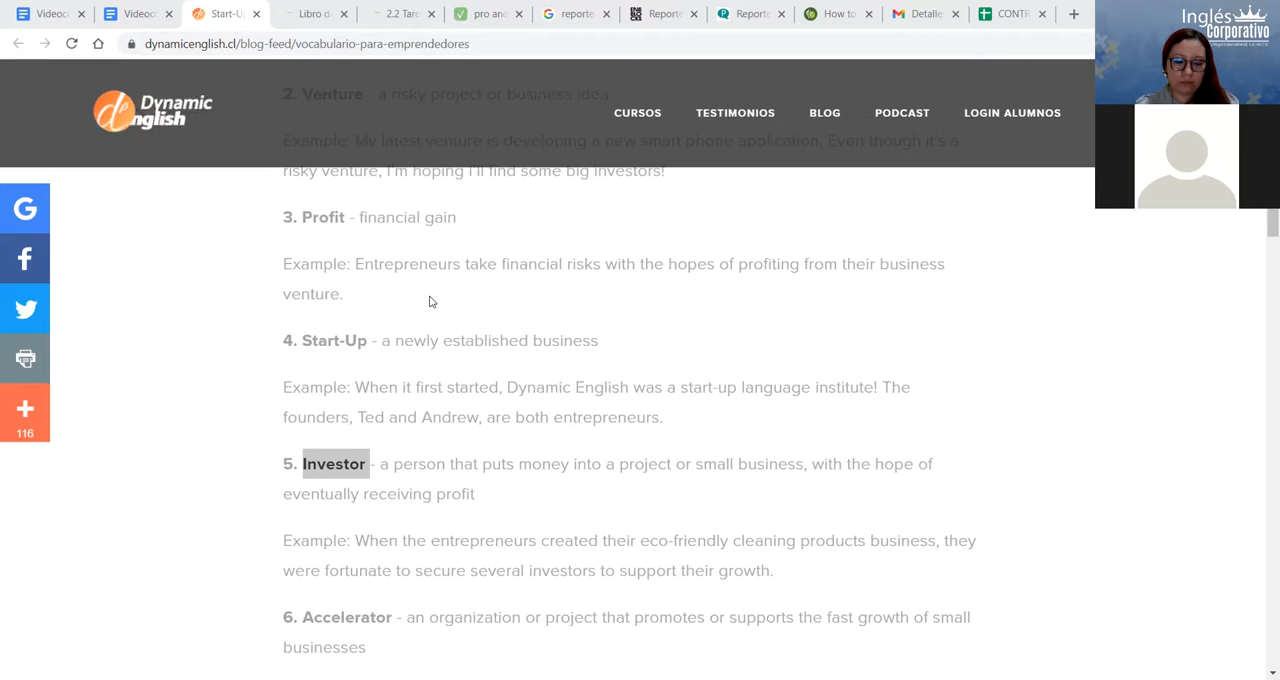 Videoc
Videoc
Start-U
Libro d
2.2 Tare
pro and
reporte
Reporte
Reporte
How to
Detalle
CONTR
dynamicenglish.cl/blog-feed/vocabulario-para-emprendedores
Inglés
Corporativo
Dynamic
English
CURSOS
TESTIMONIOS
BLOG
PODCAST
LOGIN ALUMNOS
2. Venture - a risky project or business idea
Example: My latest venture is developing a new smart phone application. Even though it's a
risky venture, I'm hoping I'll find some big investors!
3. Profit - financial gain
Example: Entrepreneurs take financial risks with the hopes of profiting from their business
venture.
4. Start-Up - a newly established business
Example: When it first started, Dynamic English was a start-up language institute! The
founders, Ted and Andrew, are both entrepreneurs.
5. Investor - a person that puts money into a project or small business, with the hope of
eventually receiving profit
Example: When the entrepreneurs created their eco-friendly cleaning products business, they
were fortunate to secure several investors to support their growth.
6. Accelerator - an organization or project that promotes or supports the fast growth of small
businesses
116